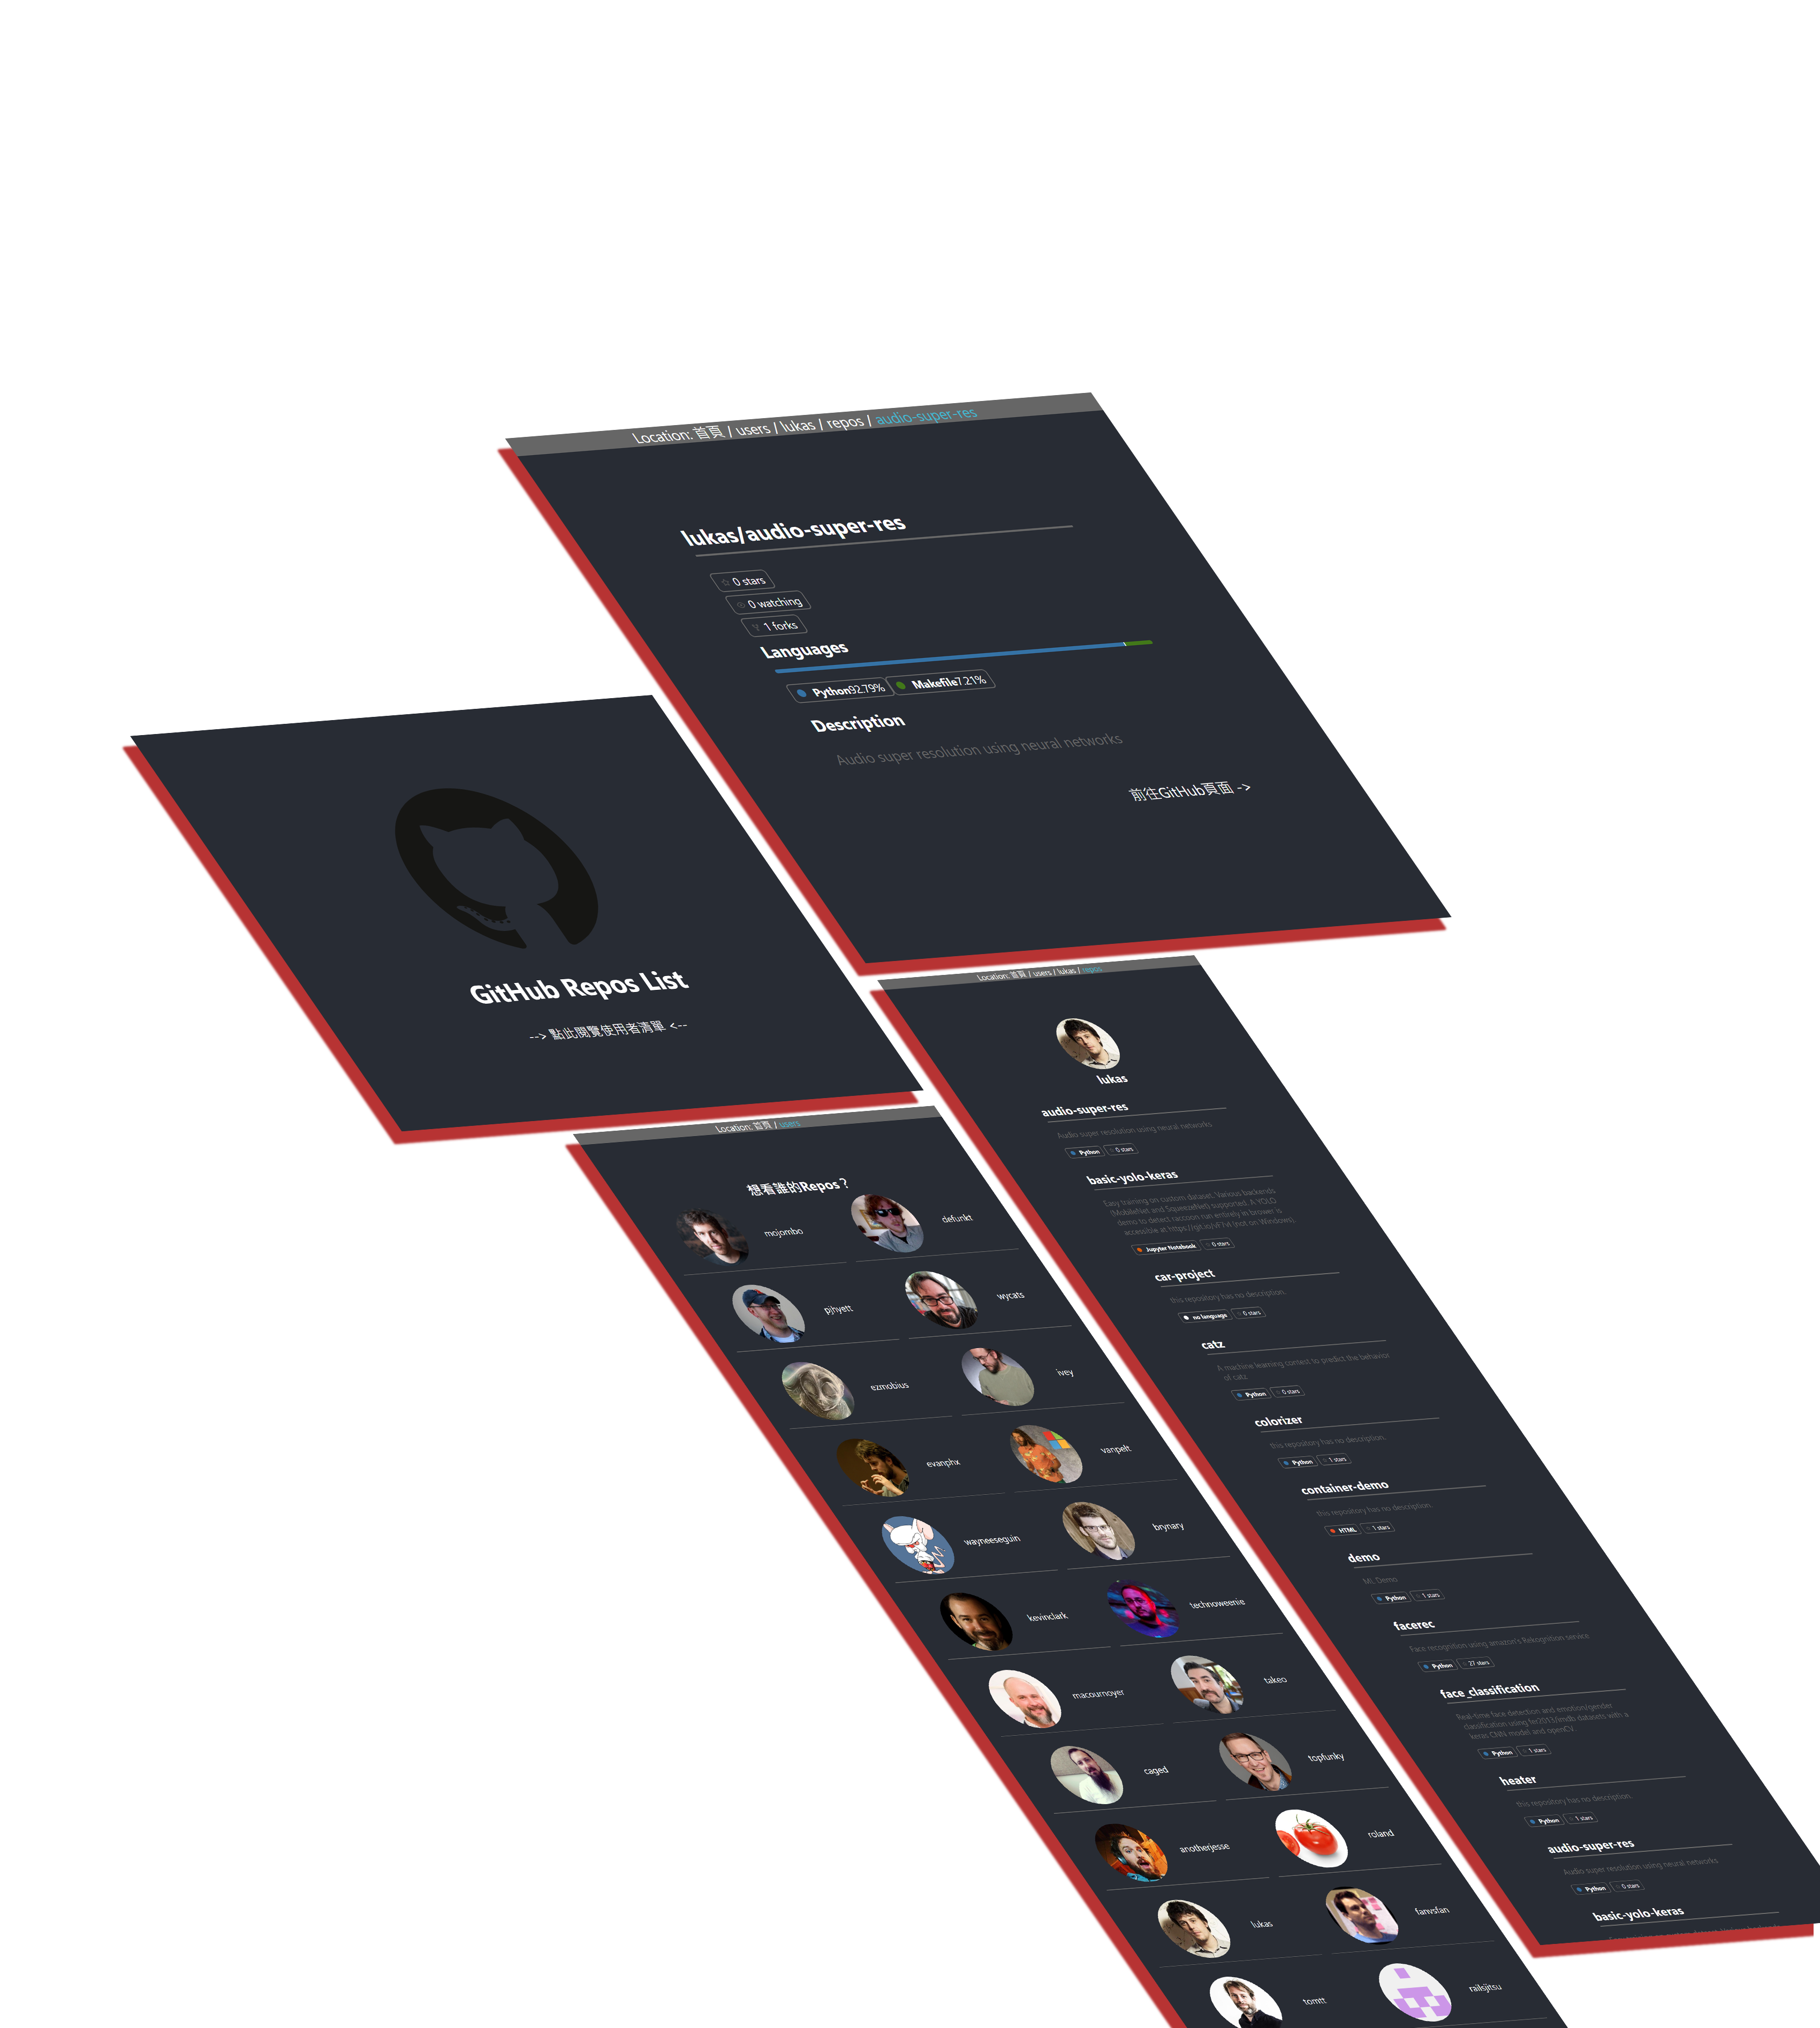 Location: 首頁 / users / lukas / repos / audio-super-res
lukas/audio-super-res
0 stars
0 watching
1 forks
Languages
Python92.79%
Makefile7.21%
Description
Audio super resolution using neural networks
前往GitHub頁面 ->
GitHub Repos List
--> 點此閱覽使用者清單 <--
Location: 首頁 / users
想看誰的Repos？
mojombo
defunkt
pjhyett
wycats
ezmobius
ivey
evanphx
vanpelt
wayneeseguin
brynary
kevinclark
technoweenie
macournoyer
takeo
caged
topfunky
anotherjesse
roland
lukas
fanvsfan
tomtt
railsjitsu
Location: 首頁 / users / lukas / repos
lukas
audio-super-res
Audio super resolution using neural networks
Python
0 stars
basic-yolo-keras
Easy training on custom dataset. Various backends
(MobileNet and SqueezeNet) supported. A YOLO
demo to detect raccoon run entirely in brower is
accessible at https://git.io/vF7vI (not on Windows).
Jupyter Notebook
0 stars
car-project
this repository has no description.
no language
0 stars
catz
A machine learning contest to predict the behavior
of catz
Python
0 stars
colorizer
this repository has no description.
Python
1 stars
container-demo
this repository has no description.
HTML
1 stars
demo
ML Demo
Python
1 stars
facerec
Face recognition using amazon's Rekognition service
Python
27 stars
face_classification
Real-time face detection and emotion/gender
classification using fer2013/imdb datasets with a
keras CNN model and openCV.
Python
1 stars
heater
this repository has no description.
Python
1 stars
audio-super-res
Audio super resolution using neural networks
Python
0 stars
basic-yolo-keras